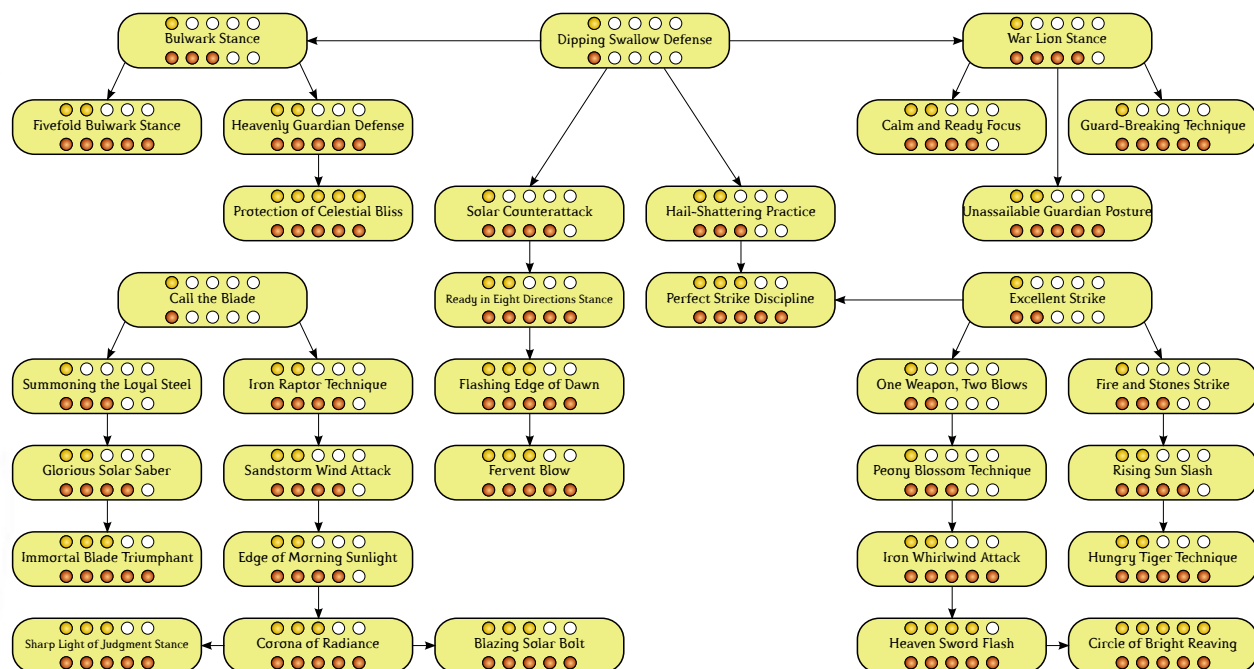 Bulwark Stance
Dipping Swallow Defense
War Lion Stance
Fivefold Bulwark Stance
Heavenly Guardian Defense
Calm and Ready Focus
Guard-Breaking Technique
Protection of Celestial Bliss
Solar Counterattack
Hail-Shattering Practice
Unassailable Guardian Posture
Call the Blade
Ready in Eight Directions Stance
Perfect Strike Discipline
Excellent Strike
Summoning the Loyal Steel
Iron Raptor Technique
Flashing Edge of Dawn
One Weapon, Two Blows
Fire and Stones Strike
Glorious Solar Saber
Sandstorm Wind Attack
Fervent Blow
Peony Blossom Technique
Rising Sun Slash
Immortal Blade Triumphant
Edge of Morning Sunlight
Iron Whirlwind Attack
Hungry Tiger Technique
Sharp Light of Judgment Stance
Corona of Radiance
Blazing Solar Bolt
Heaven Sword Flash
Circle of Bright Reaving